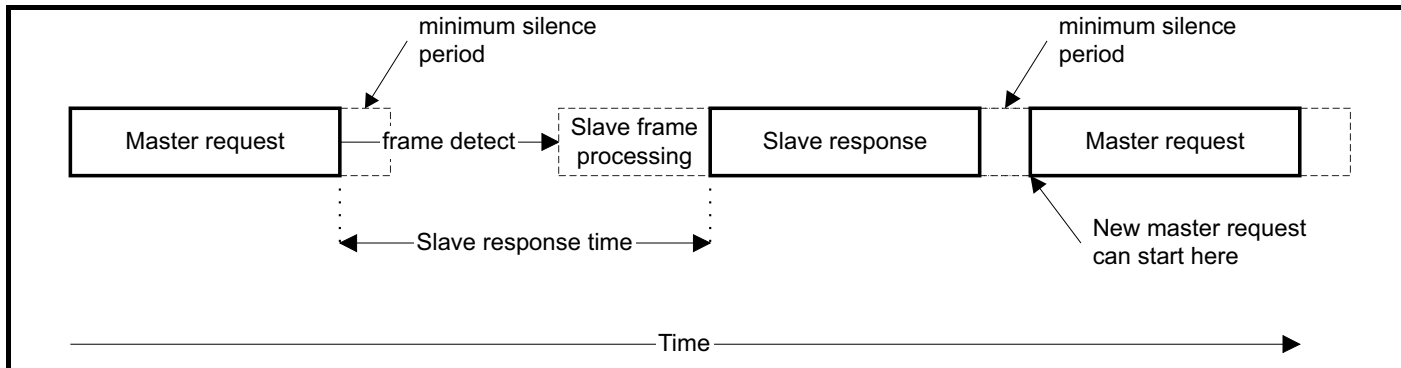 minimum silence
period
minimum silence
period
Master request
frame detect
Slave frame
processing
Slave response
Master request
Slave response time
New master request
can start here
Time